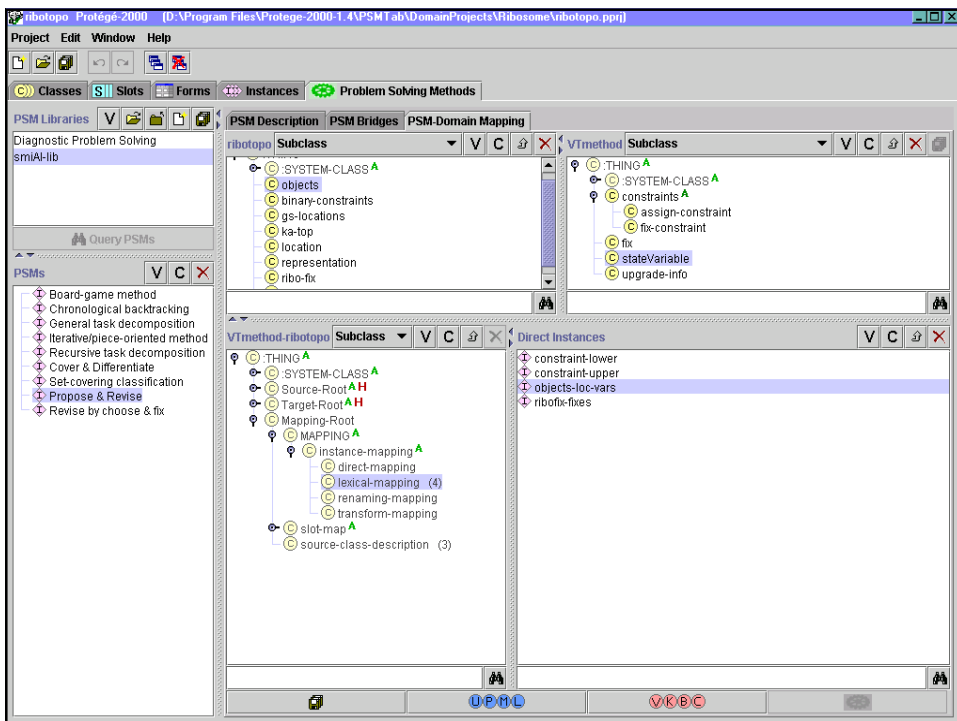 ribotopo Protégé-2000 (D:\Program Files\Protege-2000-1.4\PSMTab\DomainProjects\Ribosome\ribotopo.pprj)
Project Edit Window Help
C Classes S Slots Forms Instances Problem Solving Methods
PSM Libraries V
Diagnostic Problem Solving
smiAI-lib
Query PSMs
PSMs V C
Board-game method
Chronological backtracking
General task decomposition
Iterative/piece-oriented method
Recursive task decomposition
Cover & Differentiate
Set-covering classification
Propose & Revise
Revise by choose & fix
PSM Description PSM Bridges PSM-Domain Mapping
ribotopo Subclass V C
C :SYSTEM-CLASS A
C objects
C binary-constraints
C gs-locations
C ka-top
C location
C representation
C ribo-fix
VTmethod Subclass V C
C :THING A
C :SYSTEM-CLASS A
C constraints A
C assign-constraint
C fix-constraint
C fix
C stateVariable
C upgrade-info
VTmethod-ribotopo Subclass V C
C :THING A
C :SYSTEM-CLASS A
C Source-Root A H
C Target-Root A H
C Mapping-Root
C MAPPING A
C instance-mapping A
C direct-mapping
C lexical-mapping (4)
C renaming-mapping
C transform-mapping
C slot-map A
C source-class-description (3)
Direct Instances V C
constraint-lower
constraint-upper
objects-loc-vars
ribofix-fixes
UPML
VKBC